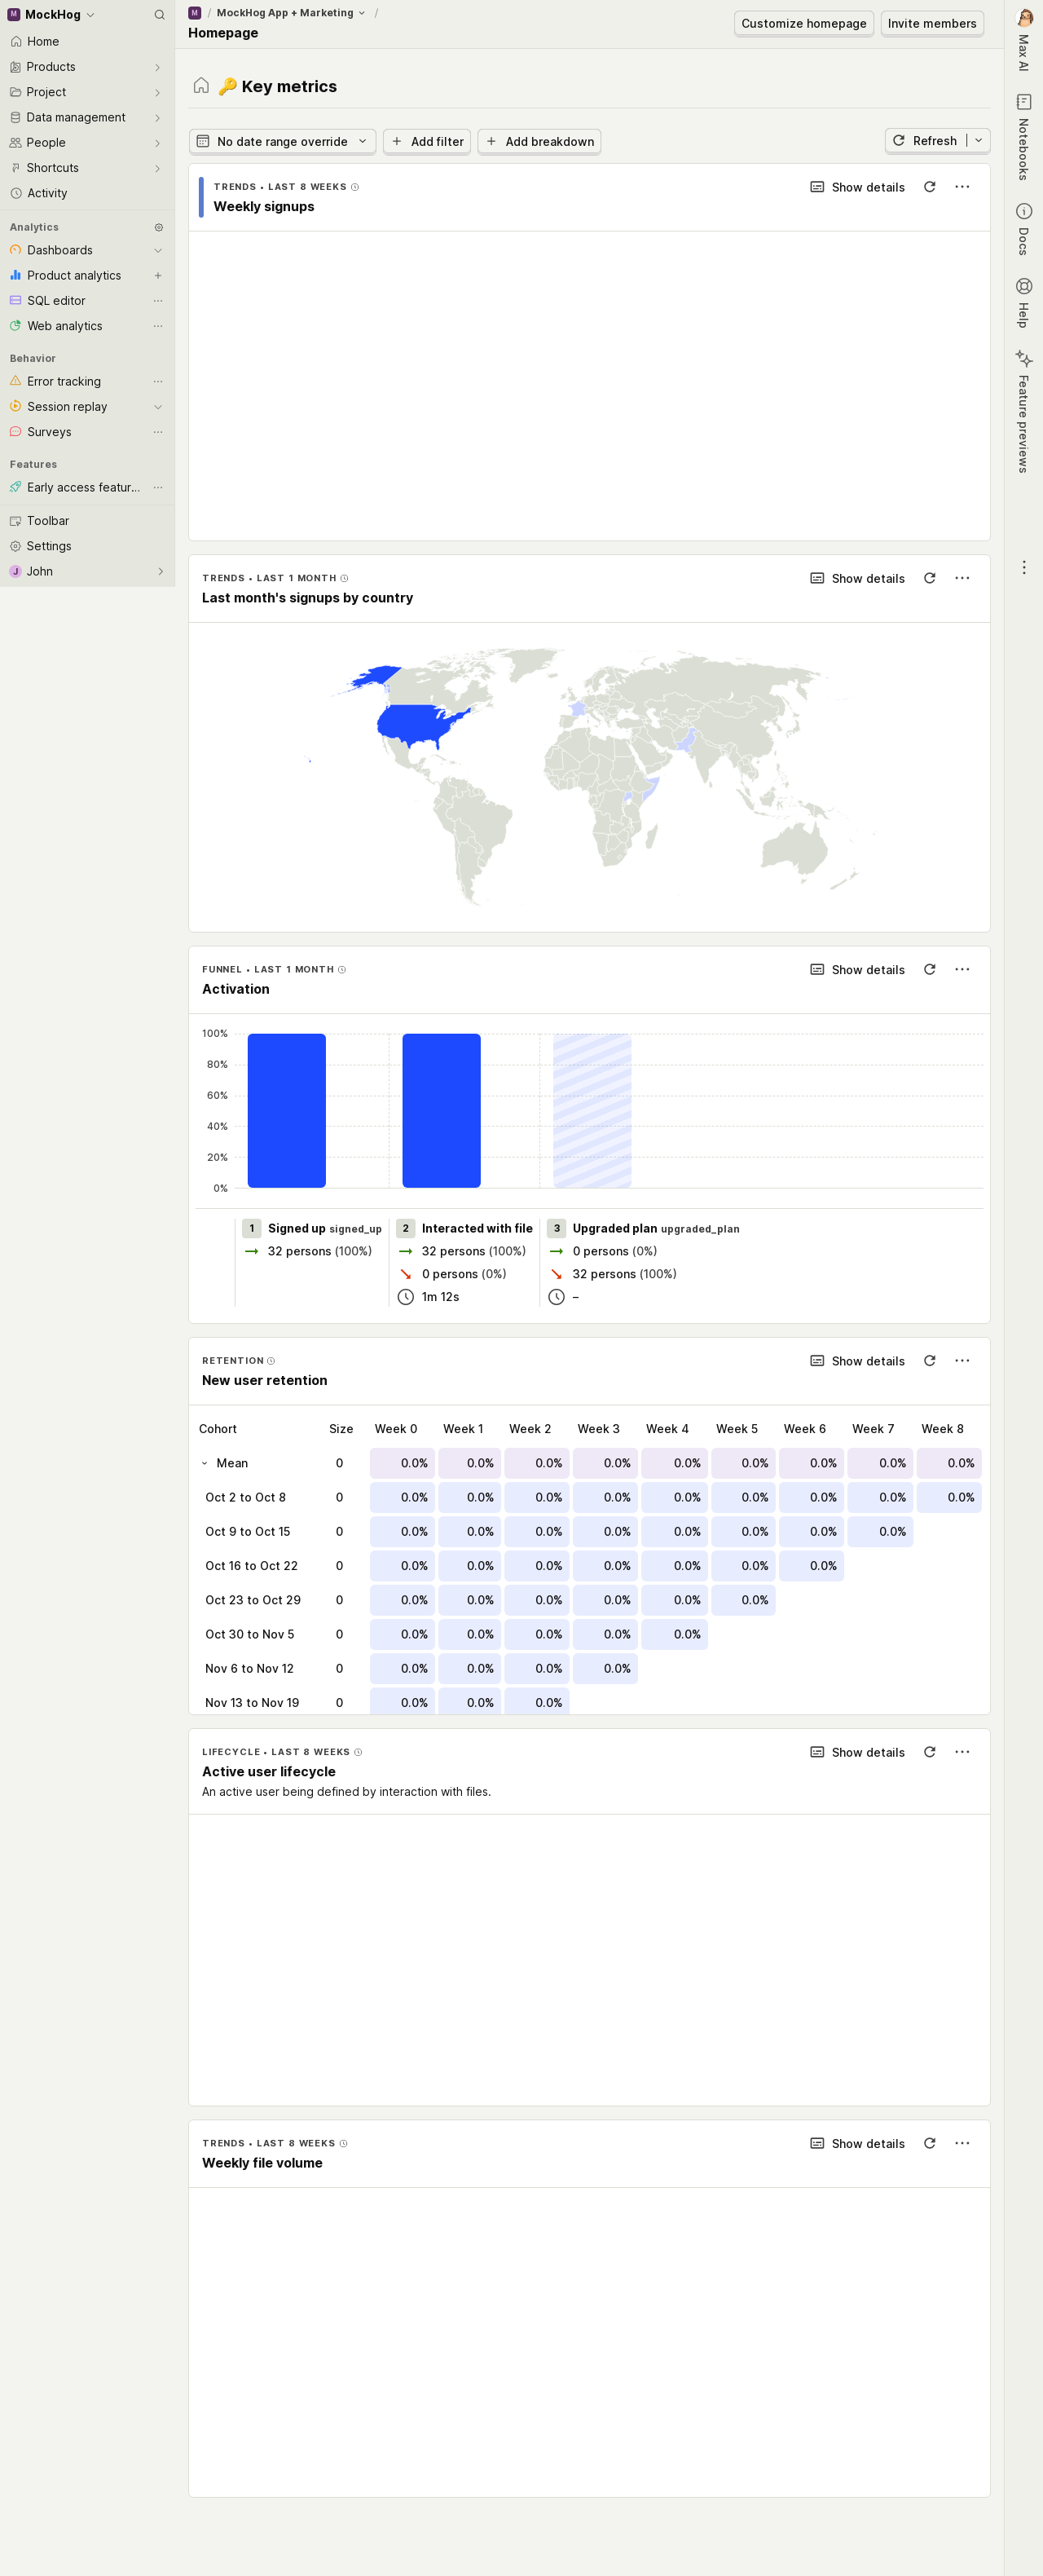 M MockHog
Home
Products
Project
Data management
People
Shortcuts
Activity
Analytics
Dashboards
Product analytics
SQL editor
Web analytics
Behavior
Error tracking
Session replay
Surveys
Features
Early access featur...
Toolbar
Settings
J John
M / MockHog App + Marketing /
Homepage
Customize homepage
Invite members
🔑 Key metrics
No date range override
Add filter
Add breakdown
Refresh
TRENDS • LAST 8 WEEKS
Weekly signups
Show details
TRENDS • LAST 1 MONTH
Last month's signups by country
Show details
FUNNEL • LAST 1 MONTH
Activation
Show details
100%
80%
60%
40%
20%
0%
1 Signed up signed_up
32 persons (100%)
2 Interacted with file
32 persons (100%)
0 persons (0%)
1m 12s
3 Upgraded plan upgraded_plan
0 persons (0%)
32 persons (100%)
–
RETENTION
New user retention
Show details
Cohort Size Week 0 Week 1 Week 2 Week 3 Week 4 Week 5 Week 6 Week 7 Week 8
Mean 0 0.0% 0.0% 0.0% 0.0% 0.0% 0.0% 0.0% 0.0% 0.0%
Oct 2 to Oct 8 0 0.0% 0.0% 0.0% 0.0% 0.0% 0.0% 0.0% 0.0% 0.0%
Oct 9 to Oct 15 0 0.0% 0.0% 0.0% 0.0% 0.0% 0.0% 0.0% 0.0%
Oct 16 to Oct 22 0 0.0% 0.0% 0.0% 0.0% 0.0% 0.0% 0.0%
Oct 23 to Oct 29 0 0.0% 0.0% 0.0% 0.0% 0.0% 0.0%
Oct 30 to Nov 5 0 0.0% 0.0% 0.0% 0.0% 0.0%
Nov 6 to Nov 12 0 0.0% 0.0% 0.0% 0.0%
Nov 13 to Nov 19 0 0.0% 0.0% 0.0%
LIFECYCLE • LAST 8 WEEKS
Active user lifecycle
An active user being defined by interaction with files.
Show details
TRENDS • LAST 8 WEEKS
Weekly file volume
Show details
Max AI
Notebooks
Docs
Help
Feature previews